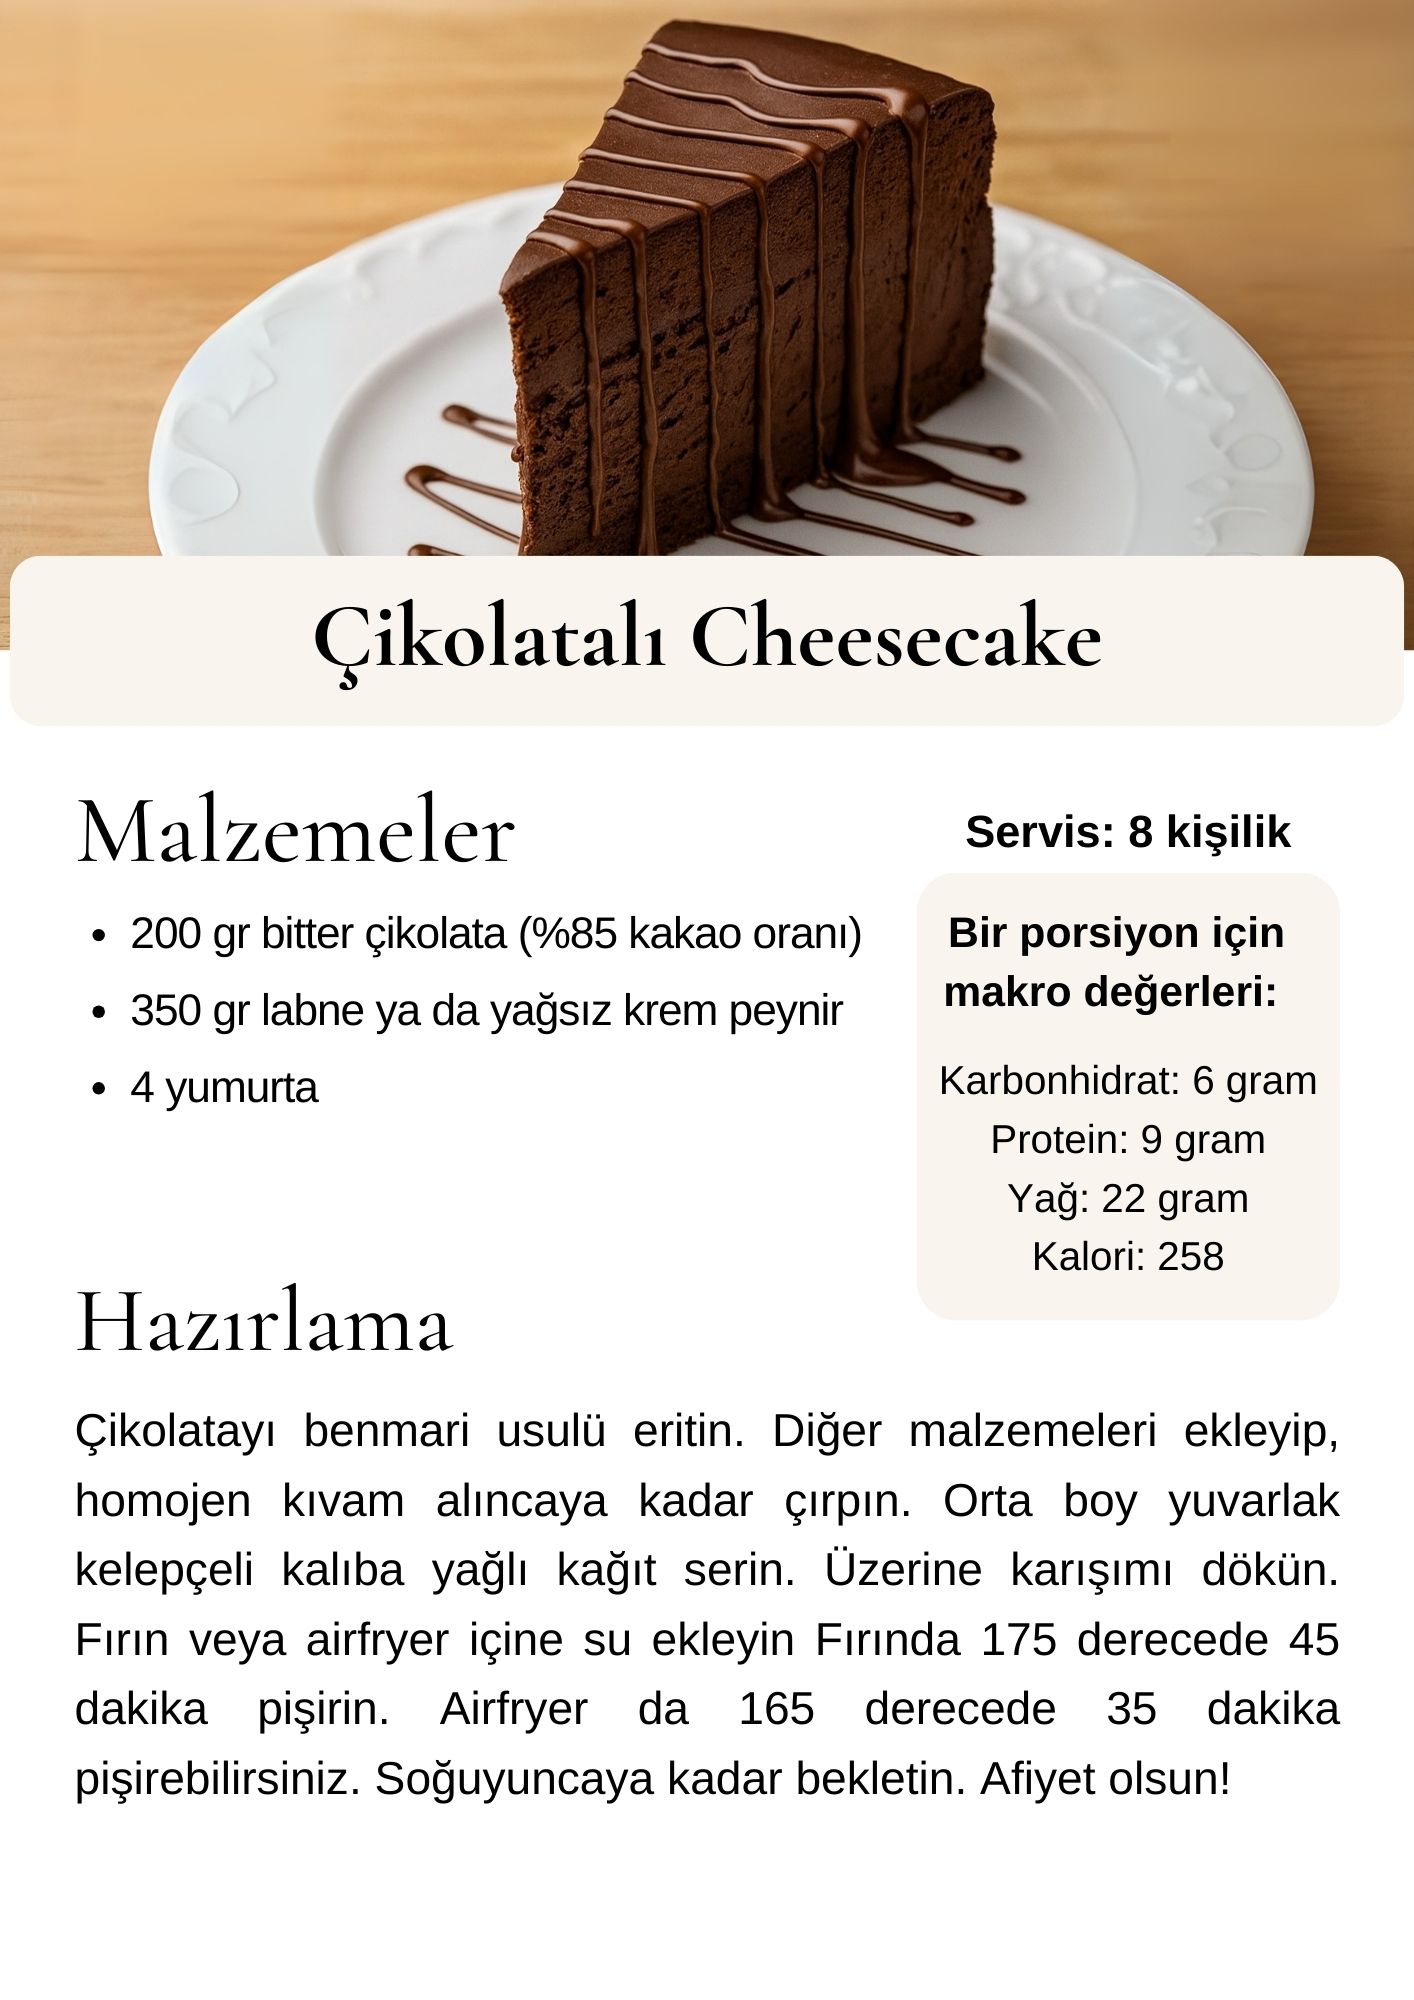 Çikolatalı Cheesecake
Malzemeler
200 gr bitter çikolata (%85 kakao oranı)
350 gr labne ya da yağsız krem peynir
4 yumurta
Servis: 8 kişilik
Bir porsiyon için
makro değerleri:
Karbonhidrat: 6 gram
Protein: 9 gram
Yağ: 22 gram
Kalori: 258
Hazırlama
Çikolatayı benmari usulü eritin. Diğer malzemeleri ekleyip,
homojen kıvam alıncaya kadar çırpın. Orta boy yuvarlak
kelepçeli kalıba yağlı kağıt serin. Üzerine karışımı dökün.
Fırın veya airfryer içine su ekleyin Fırında 175 derecede 45
dakika pişirin. Airfryer da 165 derecede 35 dakika
pişirebilirsiniz. Soğuyuncaya kadar bekletin. Afiyet olsun!